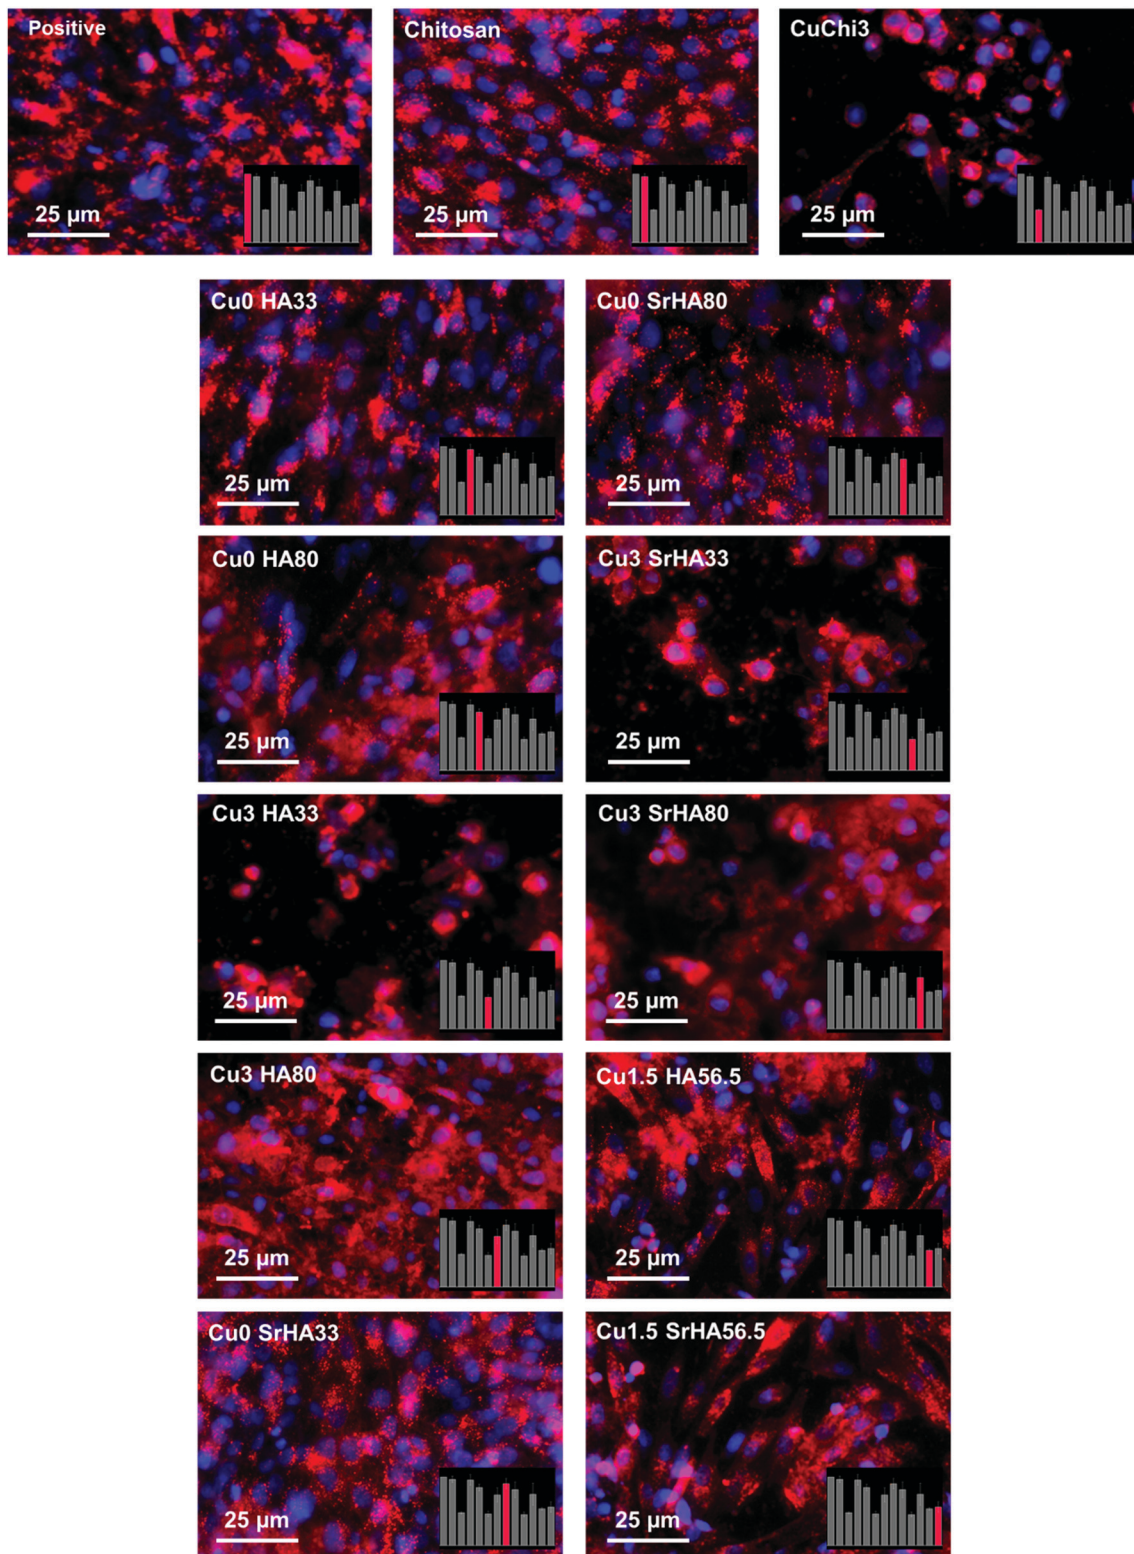 Positive
25 µm
Chitosan
25 µm
CuChi3
25 µm
Cu0 HA33
25 µm
Cu0 SrHA80
25 µm
Cu0 HA80
25 µm
Cu3 SrHA33
25 µm
Cu3 HA33
25 µm
Cu3 SrHA80
25 µm
Cu3 HA80
25 µm
Cu1.5 HA56.5
25 µm
Cu0 SrHA33
25 µm
Cu1.5 SrHA56.5
25 µm